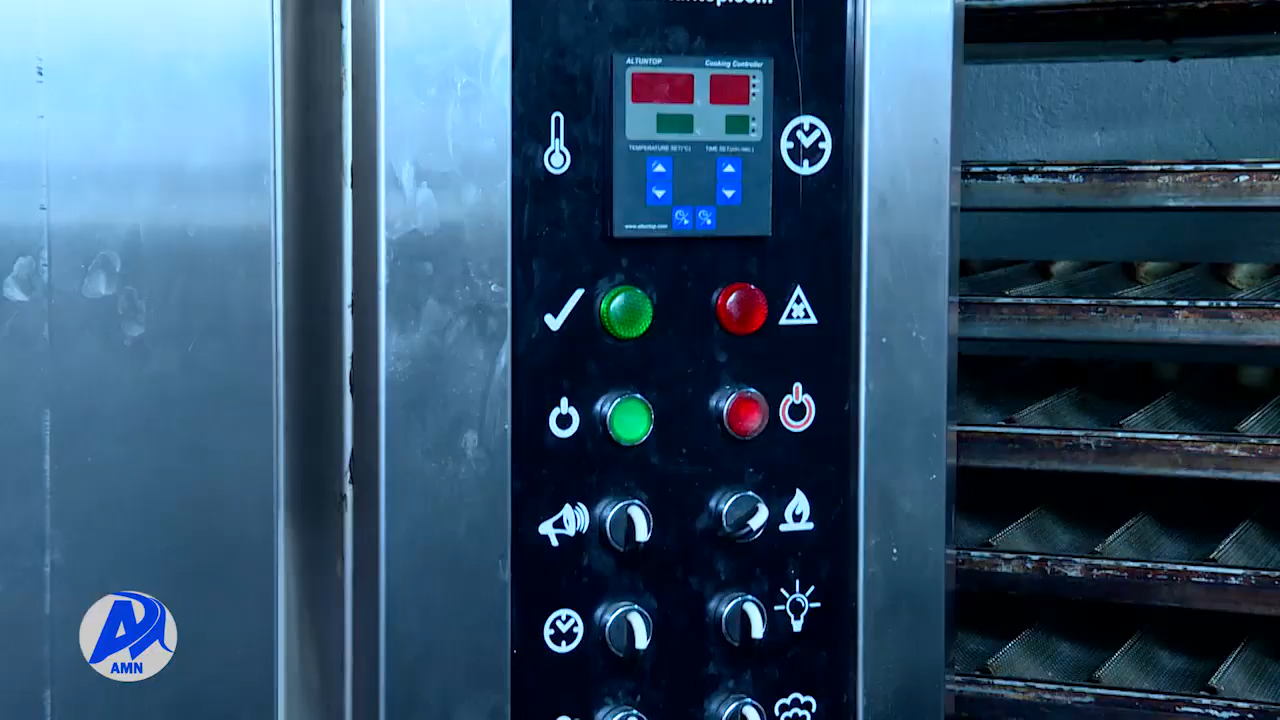 ALTUNTOP Cooking Controller
TEMPERATURE SET(°C) TIME SET(min./sec.)
www.altuntop.com
AMN